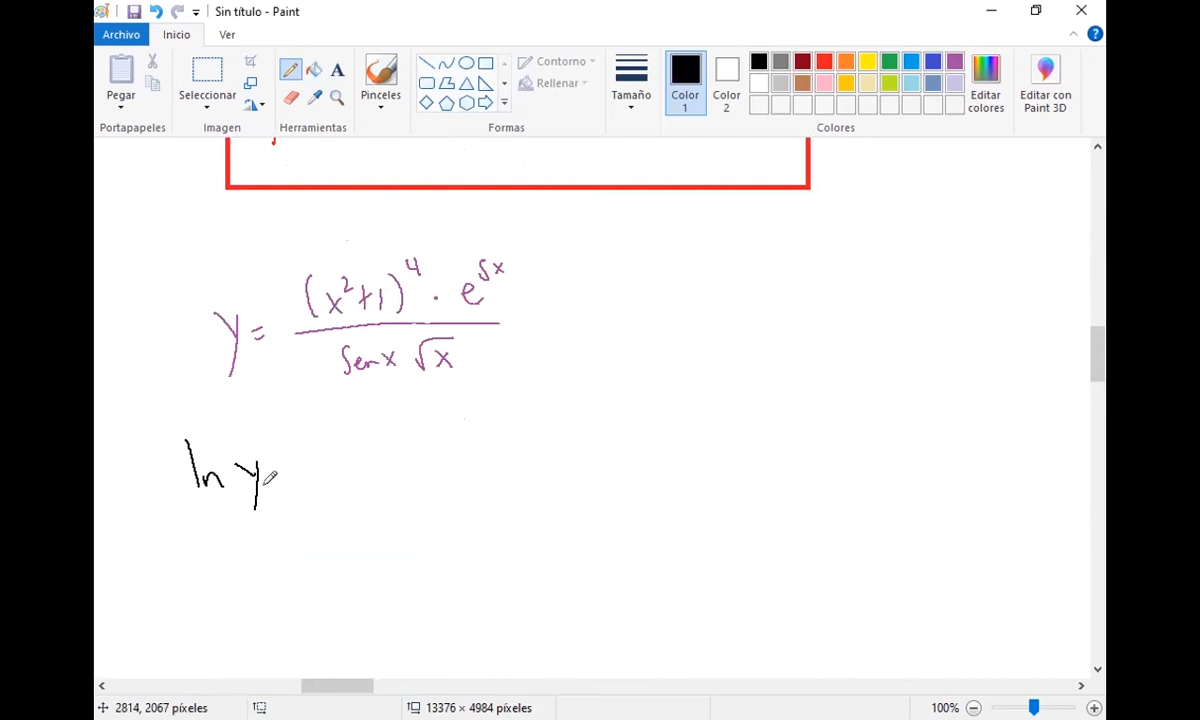 Sin título - Paint
Archivo Inicio Ver
Pegar
Seleccionar
Pinceles
Contorno
Rellenar
Tamaño
Color 1
Color 2
Editar colores
Editar con Paint 3D
Portapapeles Imagen Herramientas Formas Colores
y = (x²+1)⁴ · e⁵ˣ / Sen x √x
ln y
2814, 2067 píxeles 13376 × 4984 píxeles 100%